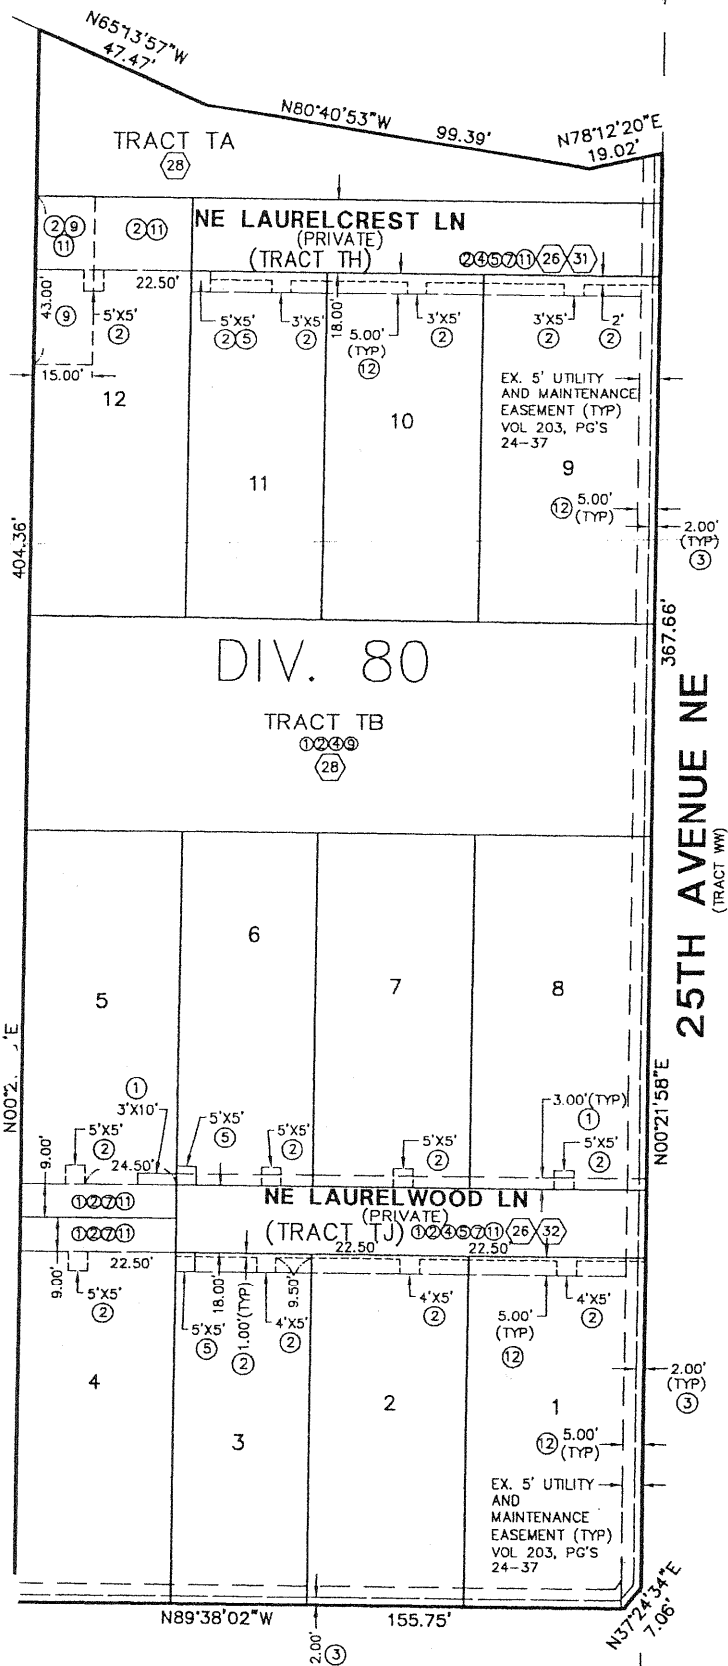 N65°13'57"W
47.47'
N80°40'53"W
99.39'
N78°12'20"E
19.02'
TRACT TA
28
2 9
11
2 11
NE LAURELCREST LN
(PRIVATE)
(TRACT TH)
2 4 5 7 11 26 31
43.00'
9
22.50'
5'X5'
2
5'X5'
2 5
3'X5'
2
18.00'
5.00'
(TYP)
12
3'X5'
2
3'X5'
2
2'
2
15.00'
12
11
10
9
EX. 5' UTILITY
AND MAINTENANCE
EASEMENT (TYP)
VOL 203, PG'S
24-37
12 5.00'
(TYP)
2.00'
(TYP)
3
404.36'
367.66'
DIV. 80
TRACT TB
1 2 4 9
28
25TH AVENUE NE
(TRACT WW)
5
6
7
8
N00°21'58"E
1
3'X10'
5'X5'
2
24.50'
9.00'
5'X5'
5
5'X5'
2
5'X5'
2
3.00'(TYP)
1
5'X5'
2
1 2 7 11
1 2 7 11
NE LAURELWOOD LN
(PRIVATE)
(TRACT TJ) 1 2 4 5 7 11 26 32
9.00'
22.50'
22.50'
22.50'
5'X5'
2
5'X5'
5
18.00'
1.00'(TYP)
2
4'X5'
2
9.50'
4'X5'
2
5.00'
(TYP)
12
4'X5'
2
2.00'
(TYP)
3
4
3
2
1
12 5.00'
(TYP)
EX. 5' UTILITY
AND
MAINTENANCE
EASEMENT (TYP)
VOL 203, PG'S
24-37
N89°38'02"W
155.75'
N37°24'34"E
7.06'
2.00'
3